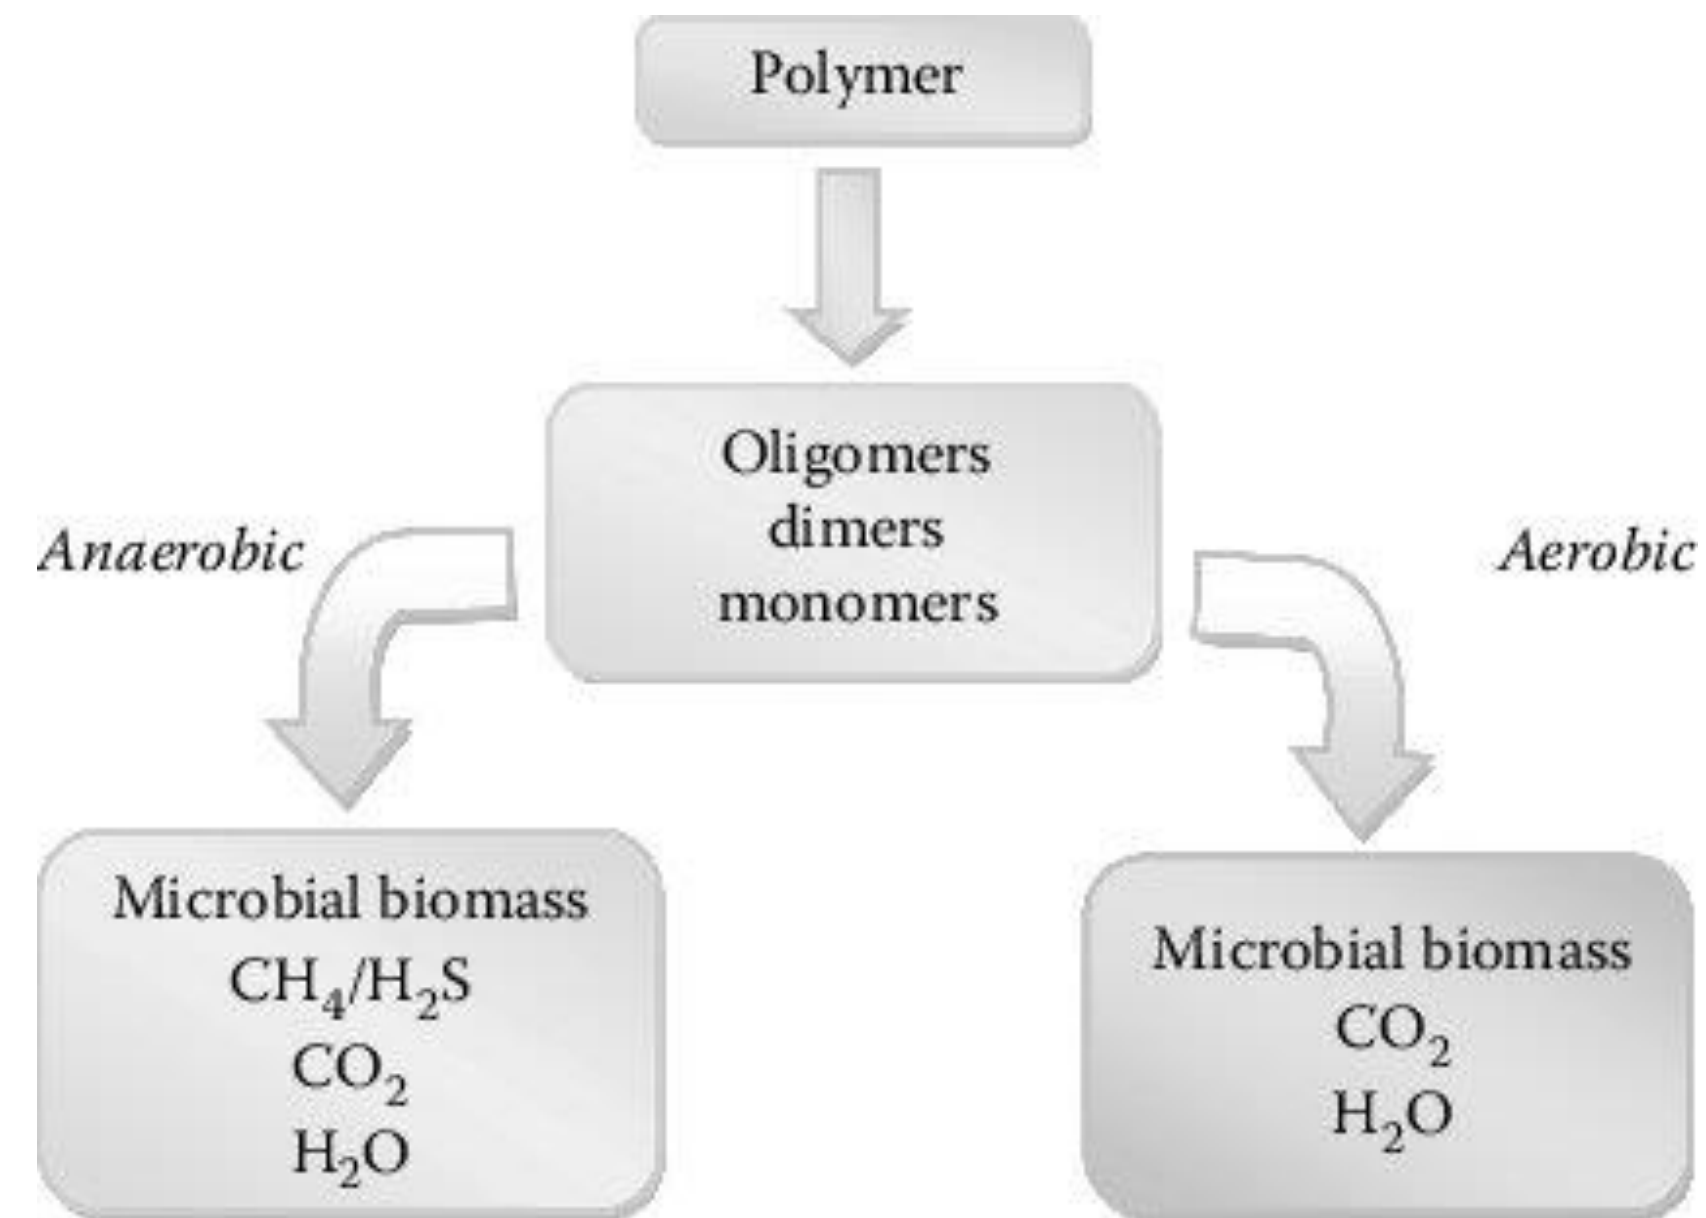 Polymer
Oligomers
dimers
monomers
Anaerobic
Aerobic
Microbial biomass
CH₄/H₂S
CO₂
H₂O
Microbial biomass
CO₂
H₂O